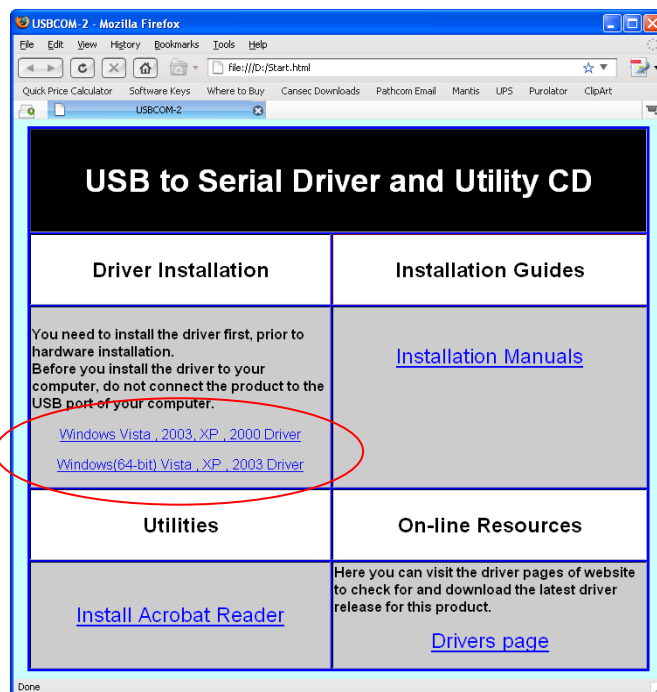 USBCOM-2 - Mozilla Firefox
File Edit View History Bookmarks Tools Help
file:///D:/Start.html
Quick Price Calculator Software Keys Where to Buy Cansec Downloads Pathcom Email Mantis UPS Purolator ClipArt
USBCOM-2
USB to Serial Driver and Utility CD
Driver Installation
You need to install the driver first, prior to
hardware installation.
Before you install the driver to your
computer, do not connect the product to the
USB port of your computer.
Windows Vista , 2003, XP , 2000 Driver
Windows(64-bit) Vista , XP , 2003 Driver
Installation Guides
Installation Manuals
Utilities
Install Acrobat Reader
On-line Resources
Here you can visit the driver pages of website
to check for and download the latest driver
release for this product.
Drivers page
Done